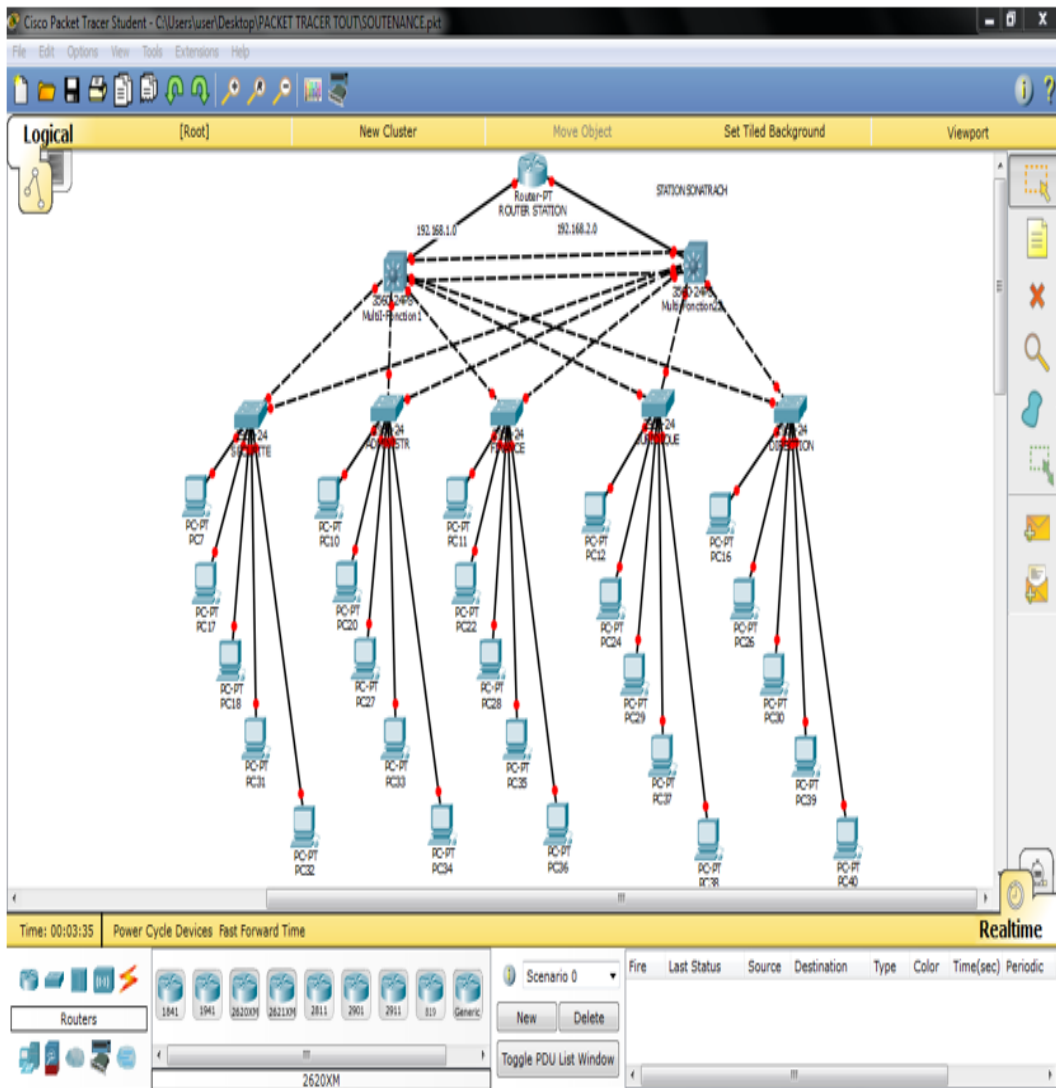 Cisco Packet Tracer Student - C:\Users\user\Desktop\PACKET TRACER TOUT\SOUTENANCE.pkt
File Edit Options View Tools Extensions Help
Logical [Root] New Cluster Move Object Set Tiled Background Viewport
Router-PT
ROUTER STATION
STATION SONATRACH
192.168.1.0
192.168.2.0
3560-24PS
Multi-Fonction1
3560-24PS
Multi-Fonction22
PC-PT
PC7
PC-PT
PC10
PC-PT
PC11
PC-PT
PC12
PC-PT
PC16
PC-PT
PC17
PC-PT
PC20
PC-PT
PC22
PC-PT
PC24
PC-PT
PC26
PC-PT
PC18
PC-PT
PC27
PC-PT
PC28
PC-PT
PC29
PC-PT
PC30
PC-PT
PC31
PC-PT
PC33
PC-PT
PC35
PC-PT
PC37
PC-PT
PC39
PC-PT
PC32
PC-PT
PC34
PC-PT
PC36
PC-PT
PC38
PC-PT
PC40
Time: 00:03:35 Power Cycle Devices Fast Forward Time Realtime
Routers
1841 1941 2620XM 2621XM 2811 2901 2911 819 Generic
2620XM
Scenario 0
New Delete
Toggle PDU List Window
Fire Last Status Source Destination Type Color Time(sec) Periodic